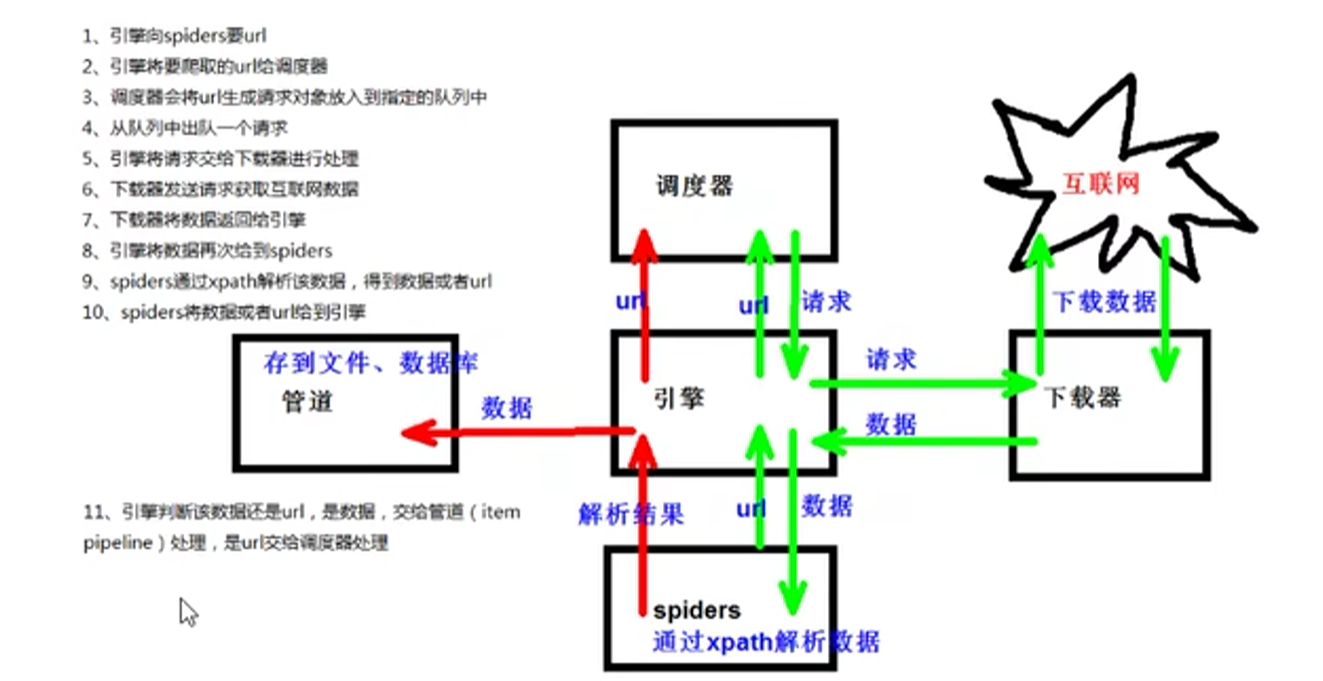 1、引擎向spiders要url
2、引擎将要爬取的url给调度器
3、调度器会将url生成请求对象放入到指定的队列中
4、从队列中出队一个请求
5、引擎将请求交给下载器进行处理
6、下载器发送请求获取互联网数据
7、下载器将数据返回给引擎
8、引擎将数据再次给到spiders
9、spiders通过xpath解析该数据，得到数据或者url
10、spiders将数据或者url给到引擎
调度器
互联网
url
url
请求
下载数据
存到文件、数据库
管道
数据
引擎
请求
数据
下载器
11、引擎判断该数据还是url，是数据，交给管道（item
pipeline）处理，是url交给调度器处理
解析结果
url
数据
spiders
通过xpath解析数据